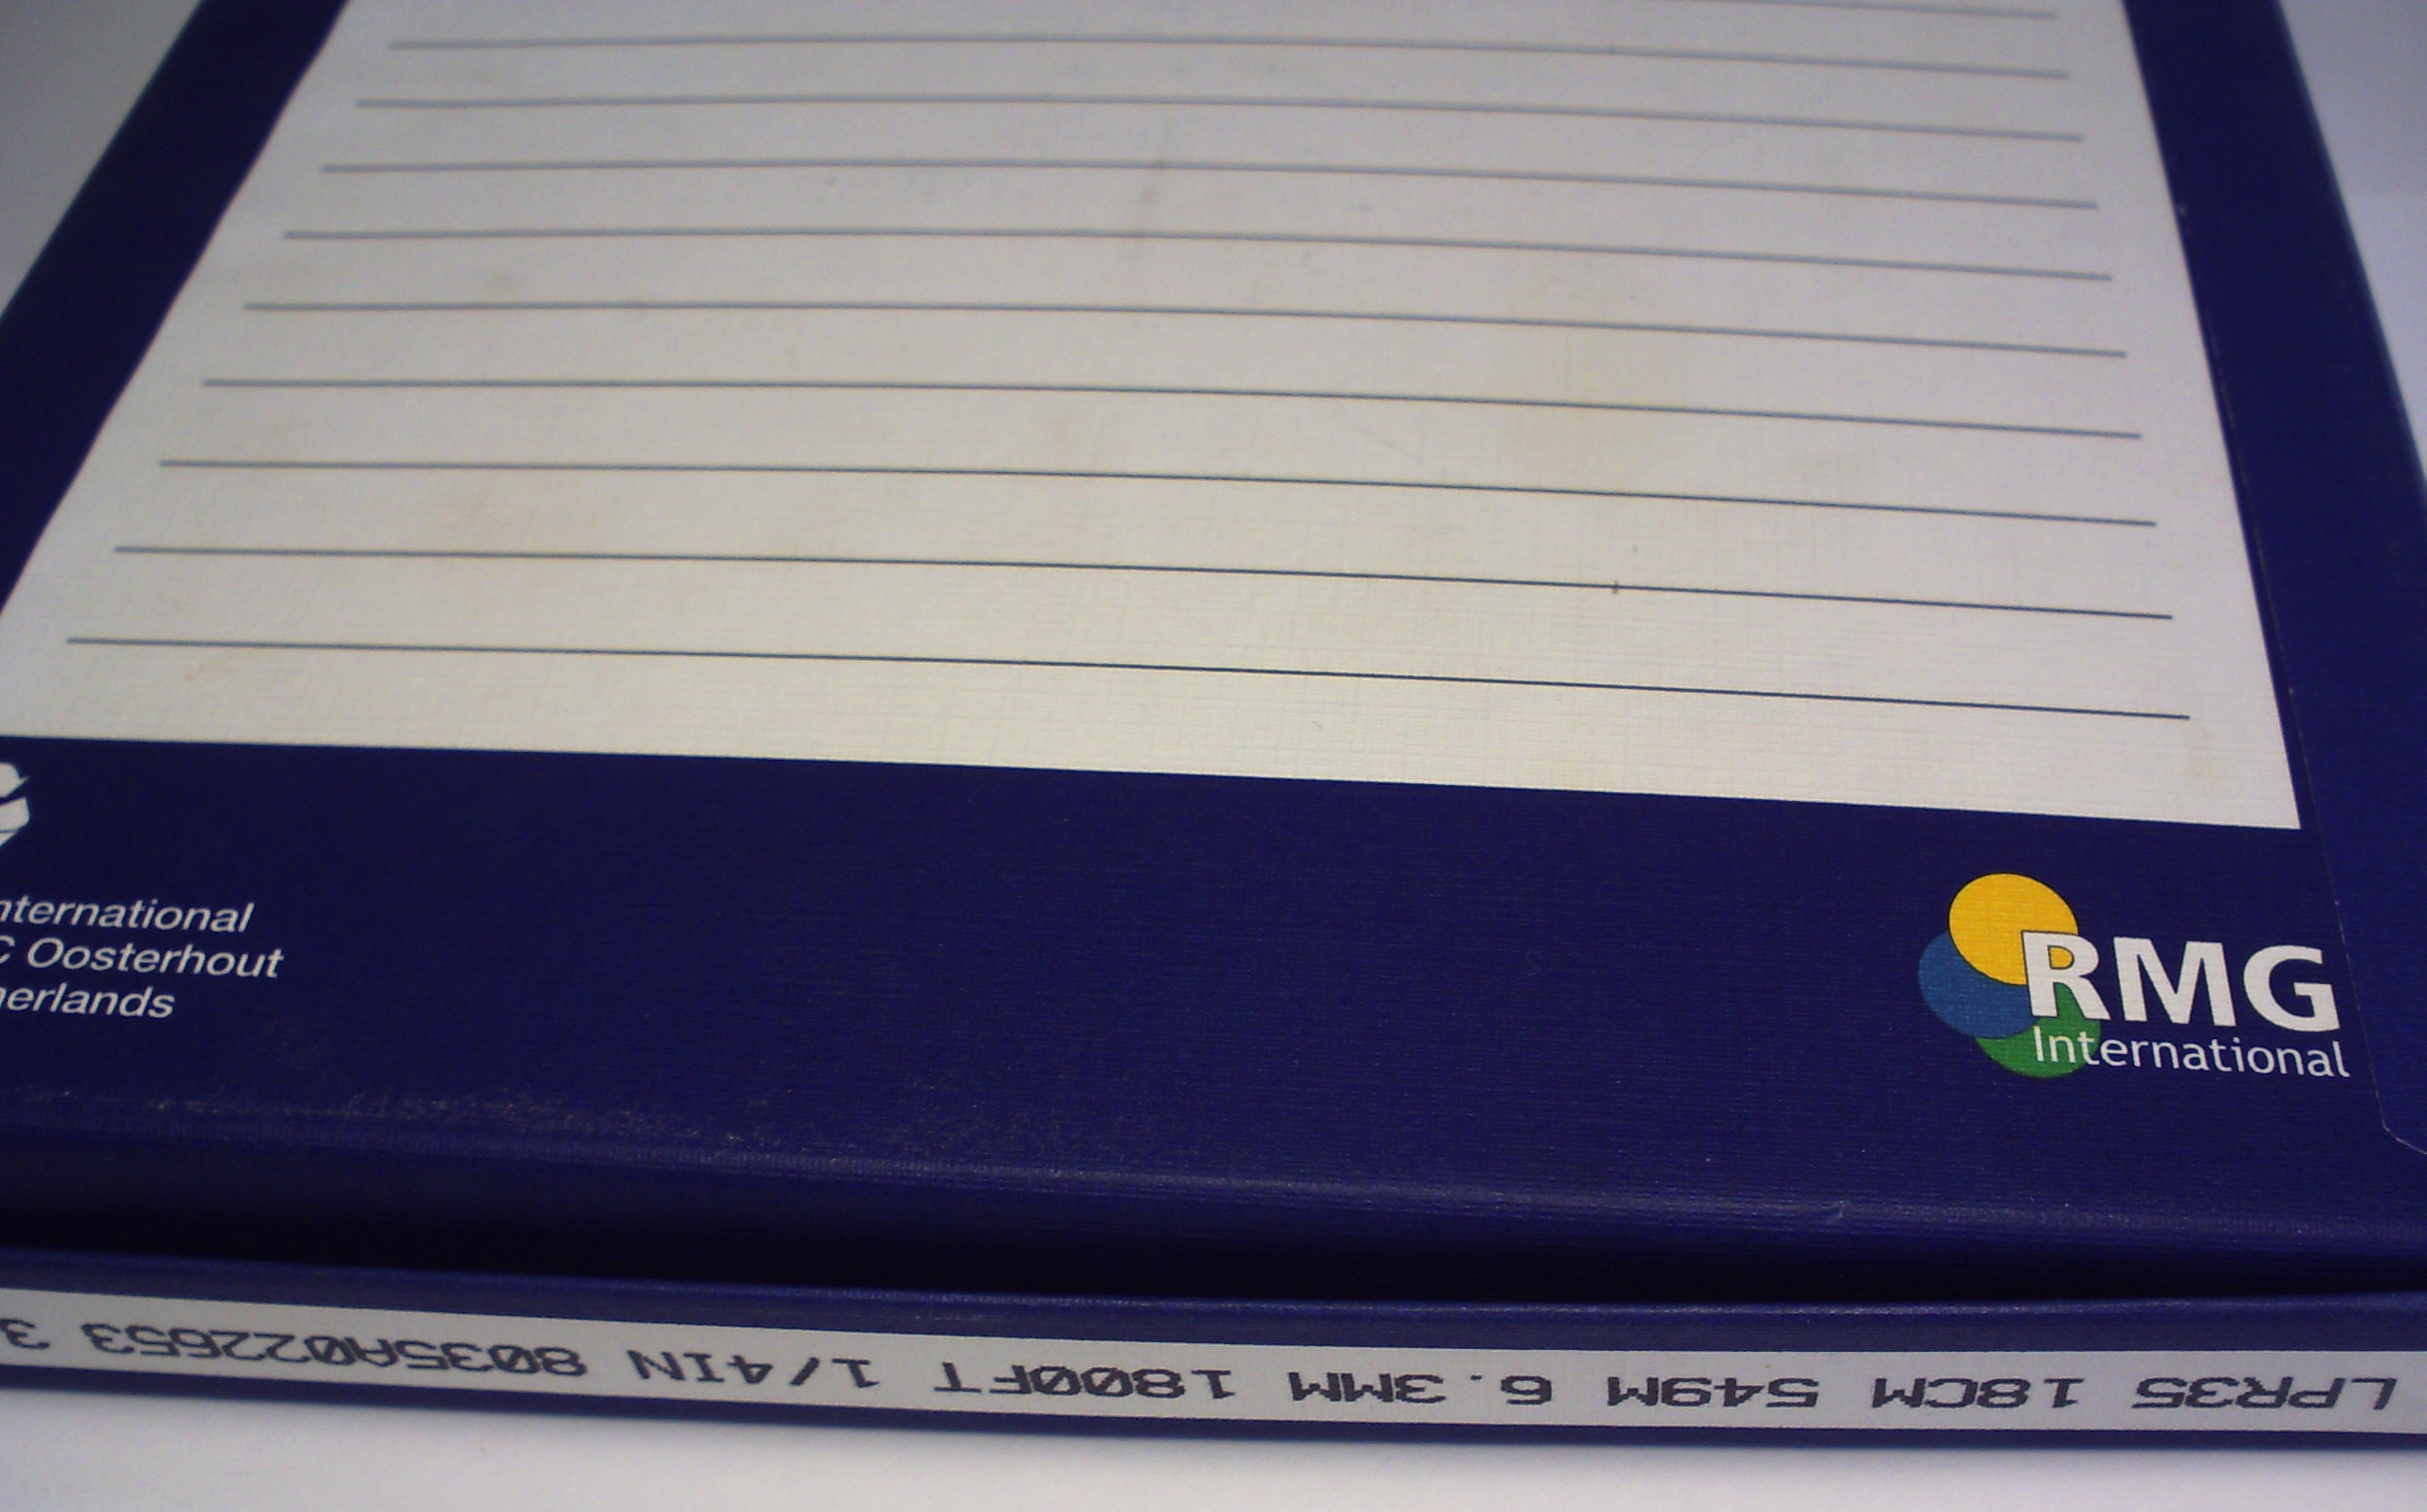 nternational
C Oosterhout
herlands
RMG
International
LPR35 18CM 549M 6.3MM 1800FT 1/4IN 8035A022653 3